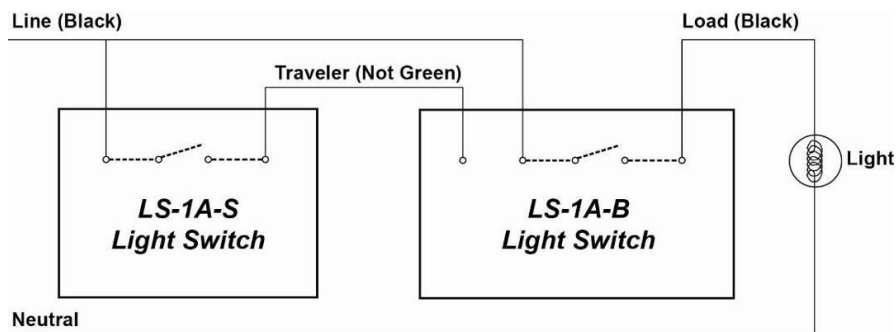 Line (Black)
Load (Black)
Traveler (Not Green)
Light
LS-1A-S
Light Switch
LS-1A-B
Light Switch
Neutral